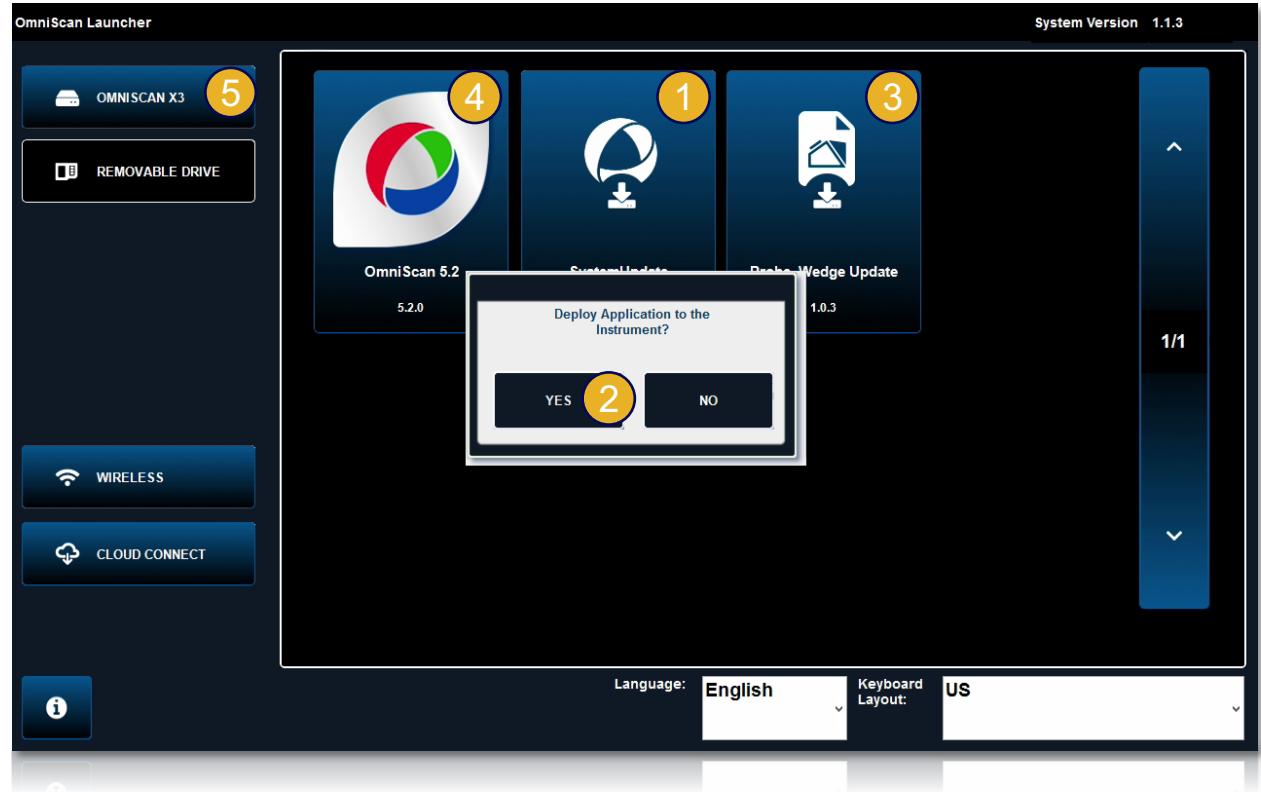 OmniScan Launcher
System Version 1.1.3
OMNISCAN X3
5
REMOVABLE DRIVE
4
1
3
OmniScan 5.2
SystemUpdate
Probe_Wedge Update
5.2.0
1.0.3
Deploy Application to the
Instrument?
YES
2
NO
1/1
WIRELESS
CLOUD CONNECT
i
Language:
English
Keyboard
Layout:
US